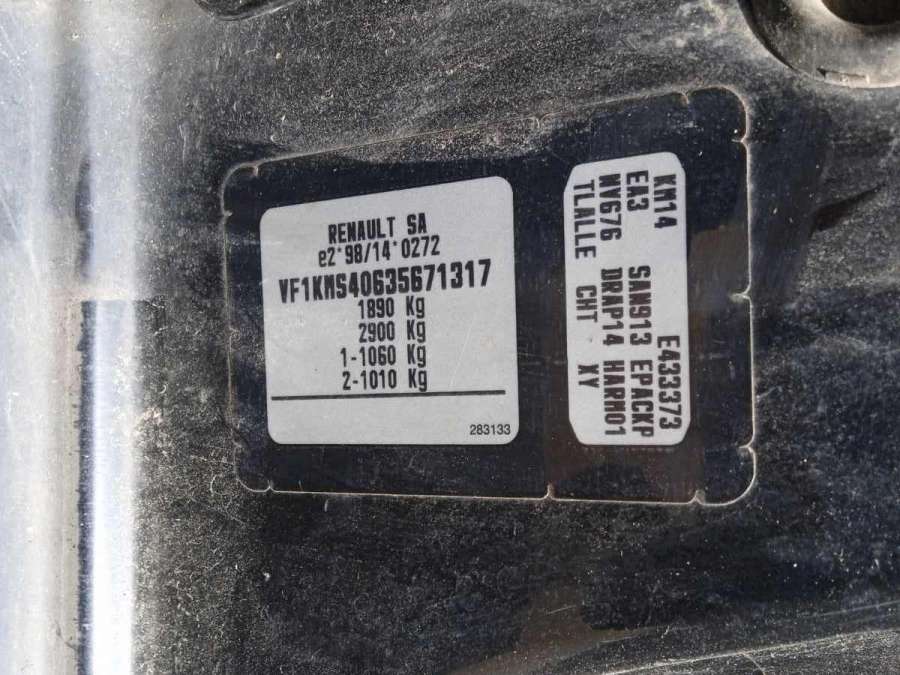 RENAULT SA
e2*98/14*0272
VF1KMS40635671317
1890 Kg
2900 Kg
1-1060 Kg
2-1010 Kg
283133
KM14 E433373
EA3 SAN913 EPACKP
NV676 DRAP14 HARM01
TLALLE CHT XY